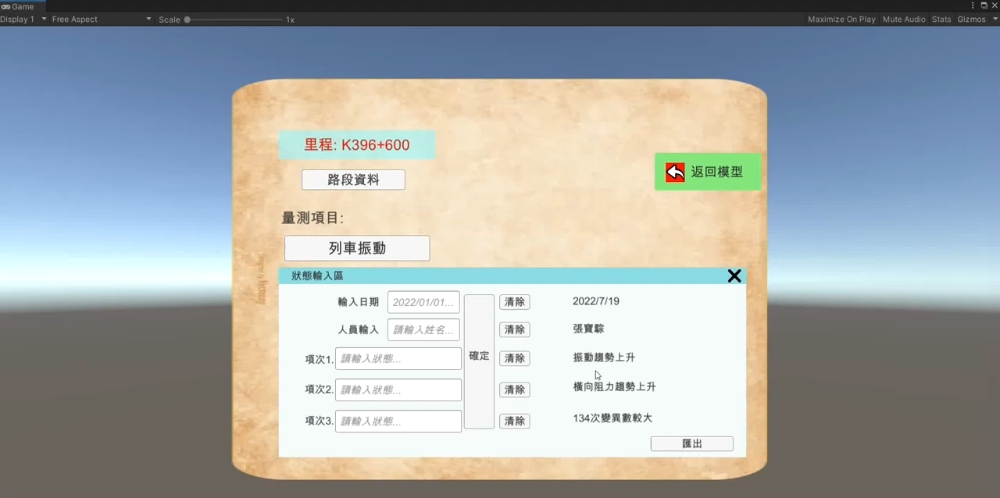 Game
Display 1 Free Aspect Scale 1x Maximize On Play Mute Audio Stats Gizmos
里程: K396+600
路段資料
返回模型
量測項目:
列車振動
狀態輸入區
輸入日期 2022/01/01... 清除 2022/7/19
人員輸入 請輸入姓名... 清除 張寶騌
項次1. 請輸入狀態... 確定 清除 振動趨勢上升
項次2. 請輸入狀態... 清除 橫向阻力趨勢上升
項次3. 請輸入狀態... 清除 134次變異數較大
匯出